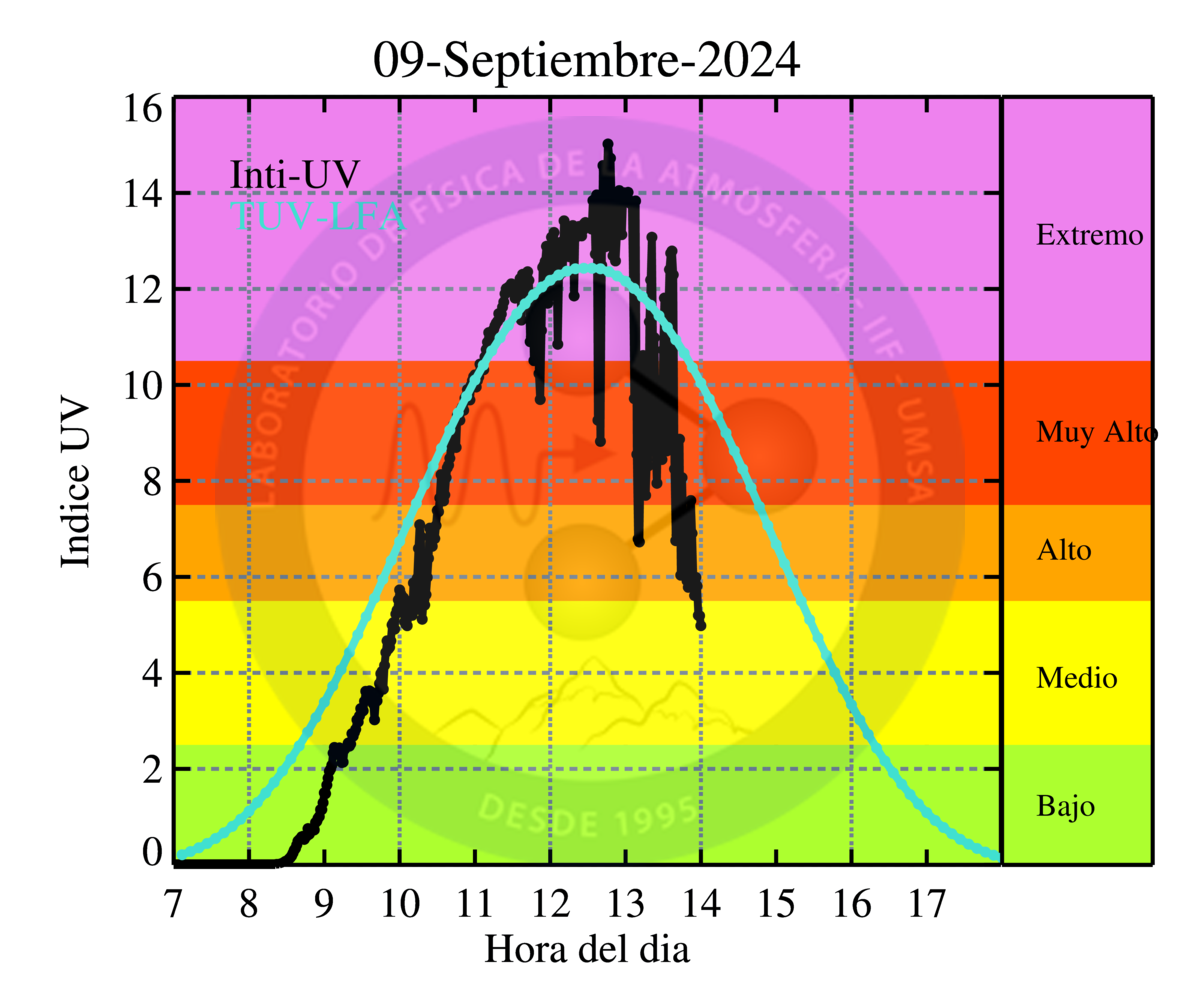 09-Septiembre-2024
16
14
12
10
8
6
4
2
0
Indice UV
Inti-UV
TUV-LFA
LABORATORIO DE FÍSICA DE LA ATMÓSFERA - IIF - UMSA
DESDE 1995
Extremo
Muy Alto
Alto
Medio
Bajo
7 8 9 10 11 12 13 14 15 16 17
Hora del dia